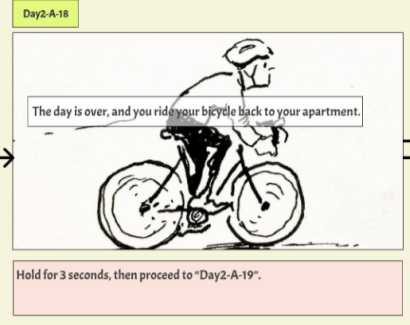 Day2-A-18
The day is over, and you ride your bicycle back to your apartment.
Hold for 3 seconds, then proceed to "Day2-A-19".